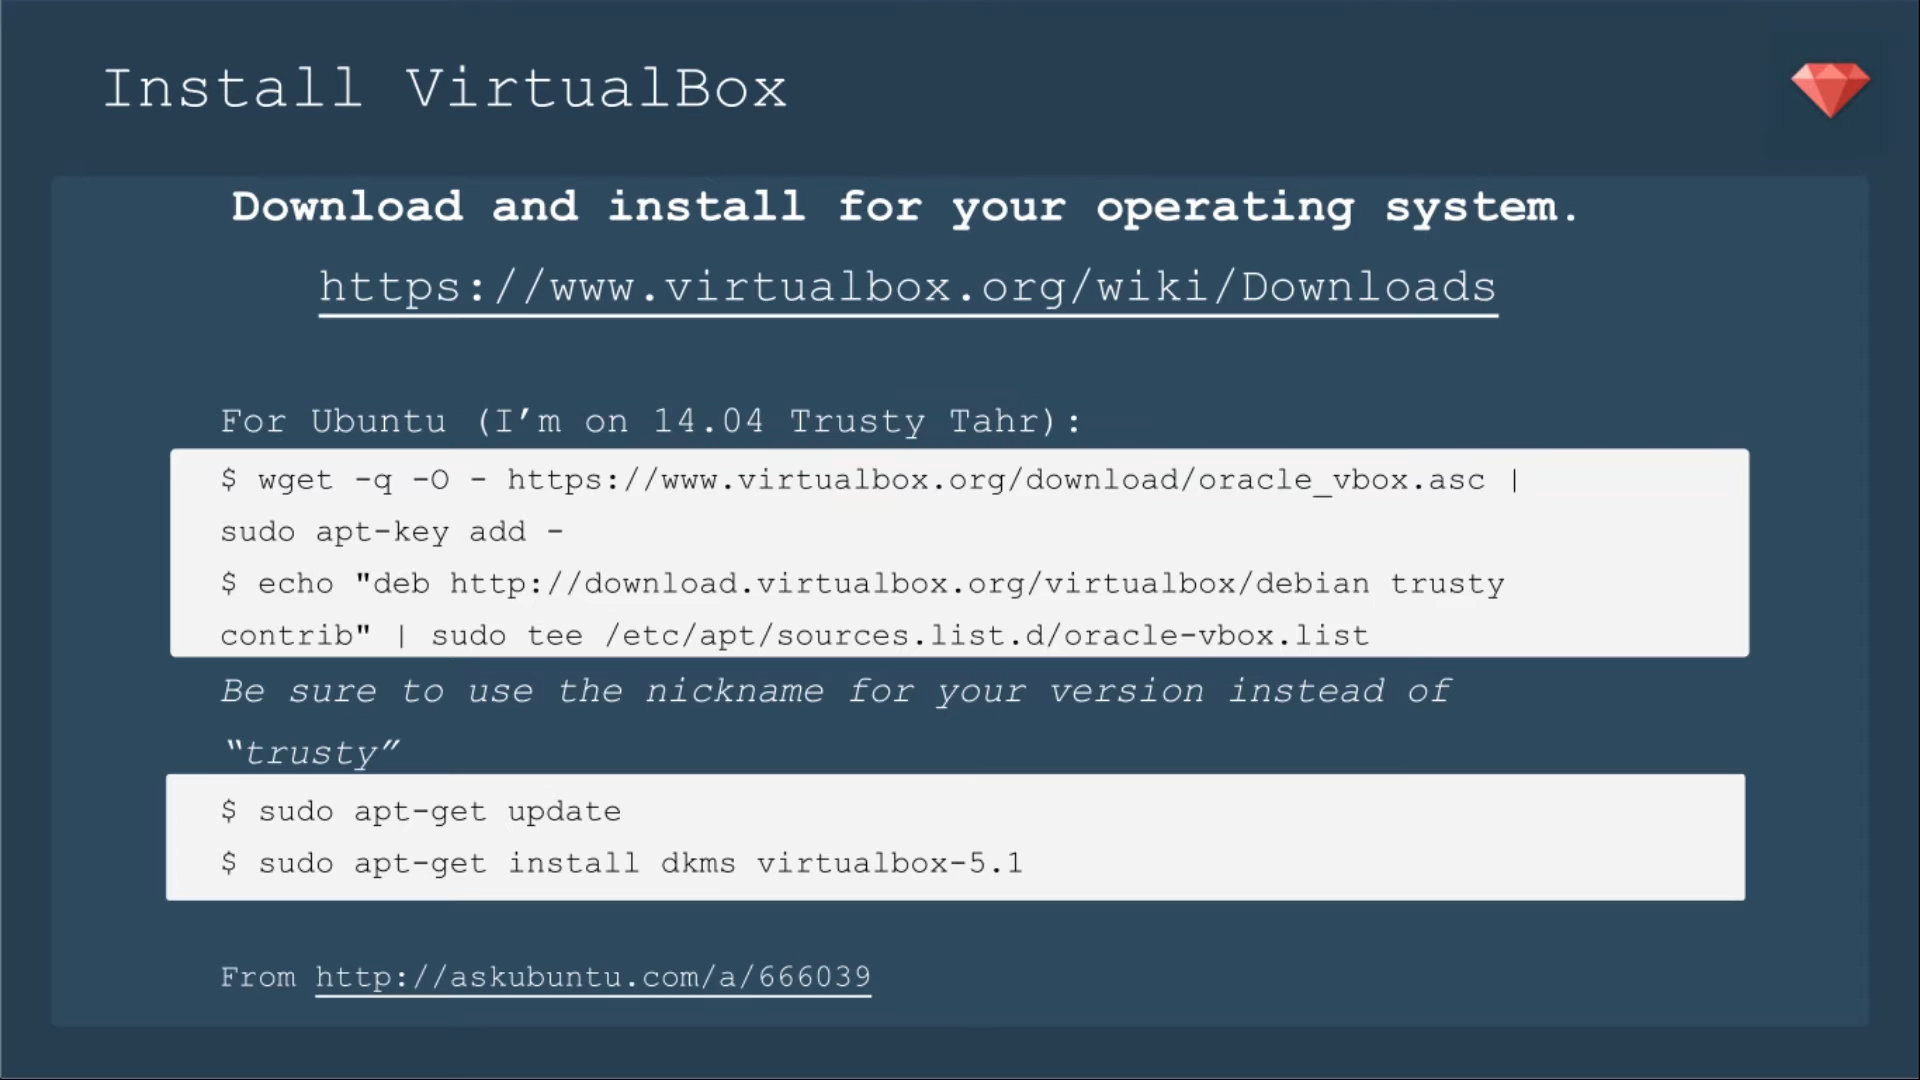 Install VirtualBox
Download and install for your operating system.
https://www.virtualbox.org/wiki/Downloads
For Ubuntu (I’m on 14.04 Trusty Tahr):
$ wget -q -O - https://www.virtualbox.org/download/oracle_vbox.asc |
sudo apt-key add -
$ echo "deb http://download.virtualbox.org/virtualbox/debian trusty
contrib" | sudo tee /etc/apt/sources.list.d/oracle-vbox.list
Be sure to use the nickname for your version instead of
“trusty”
$ sudo apt-get update
$ sudo apt-get install dkms virtualbox-5.1
From http://askubuntu.com/a/666039